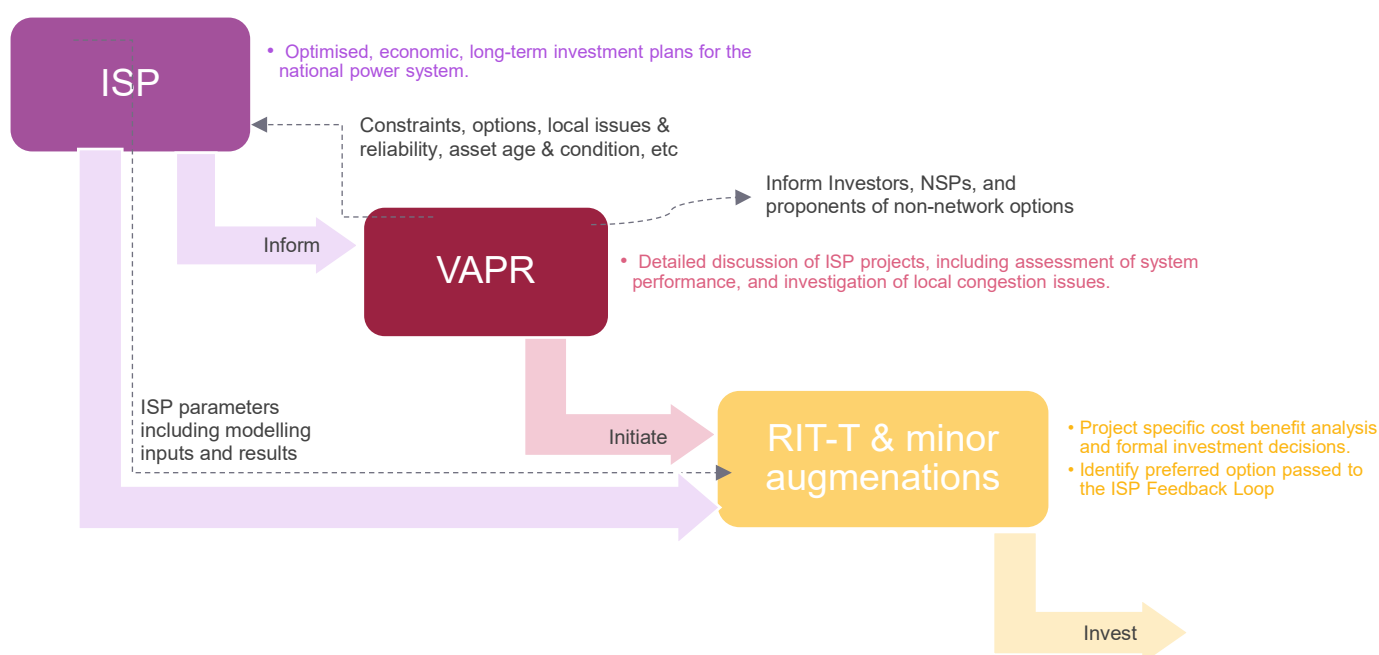 ISP
• Optimised, economic, long-term investment plans for the
national power system.
Constraints, options, local issues &
reliability, asset age & condition, etc
Inform Investors, NSPs, and
proponents of non-network options
Inform
VAPR
• Detailed discussion of ISP projects, including assessment of system
performance, and investigation of local congestion issues.
ISP parameters
including modelling
inputs and results
Initiate
RIT-T & minor
augmenations
• Project specific cost benefit analysis
and formal investment decisions.
• Identify preferred option passed to
the ISP Feedback Loop
Invest